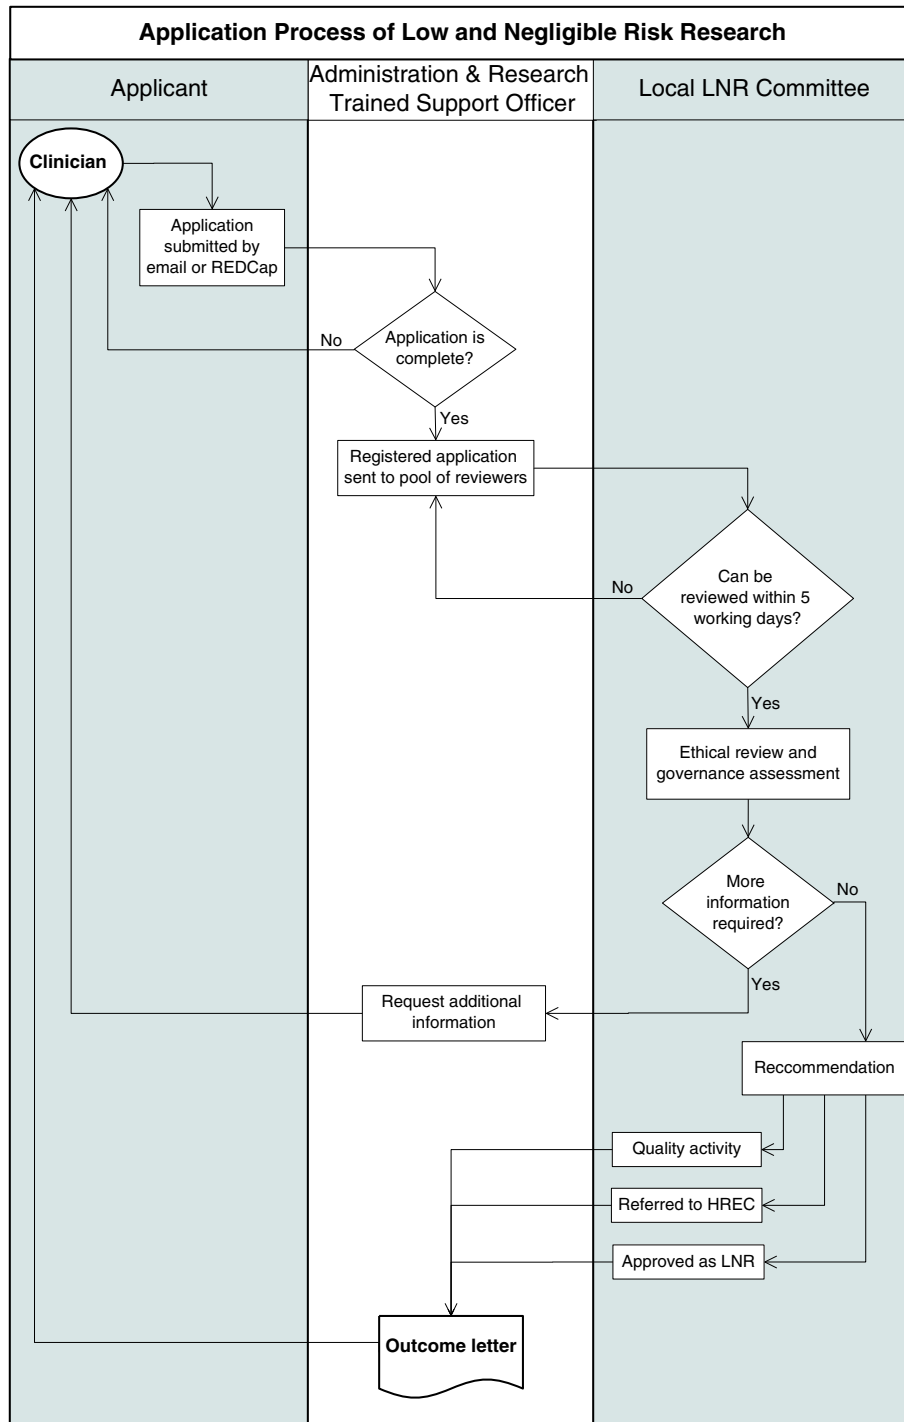 Application Process of Low and Negligible Risk Research
Applicant
Administration & Research
Trained Support Officer
Local LNR Committee
Clinician
Application
submitted by
email or REDCap
Application is
complete?
No
Yes
Registered application
sent to pool of reviewers
Can be
reviewed within 5
working days?
No
Yes
Ethical review and
governance assessment
More
information
required?
No
Yes
Request additional
information
Reccommendation
Quality activity
Referred to HREC
Approved as LNR
Outcome letter